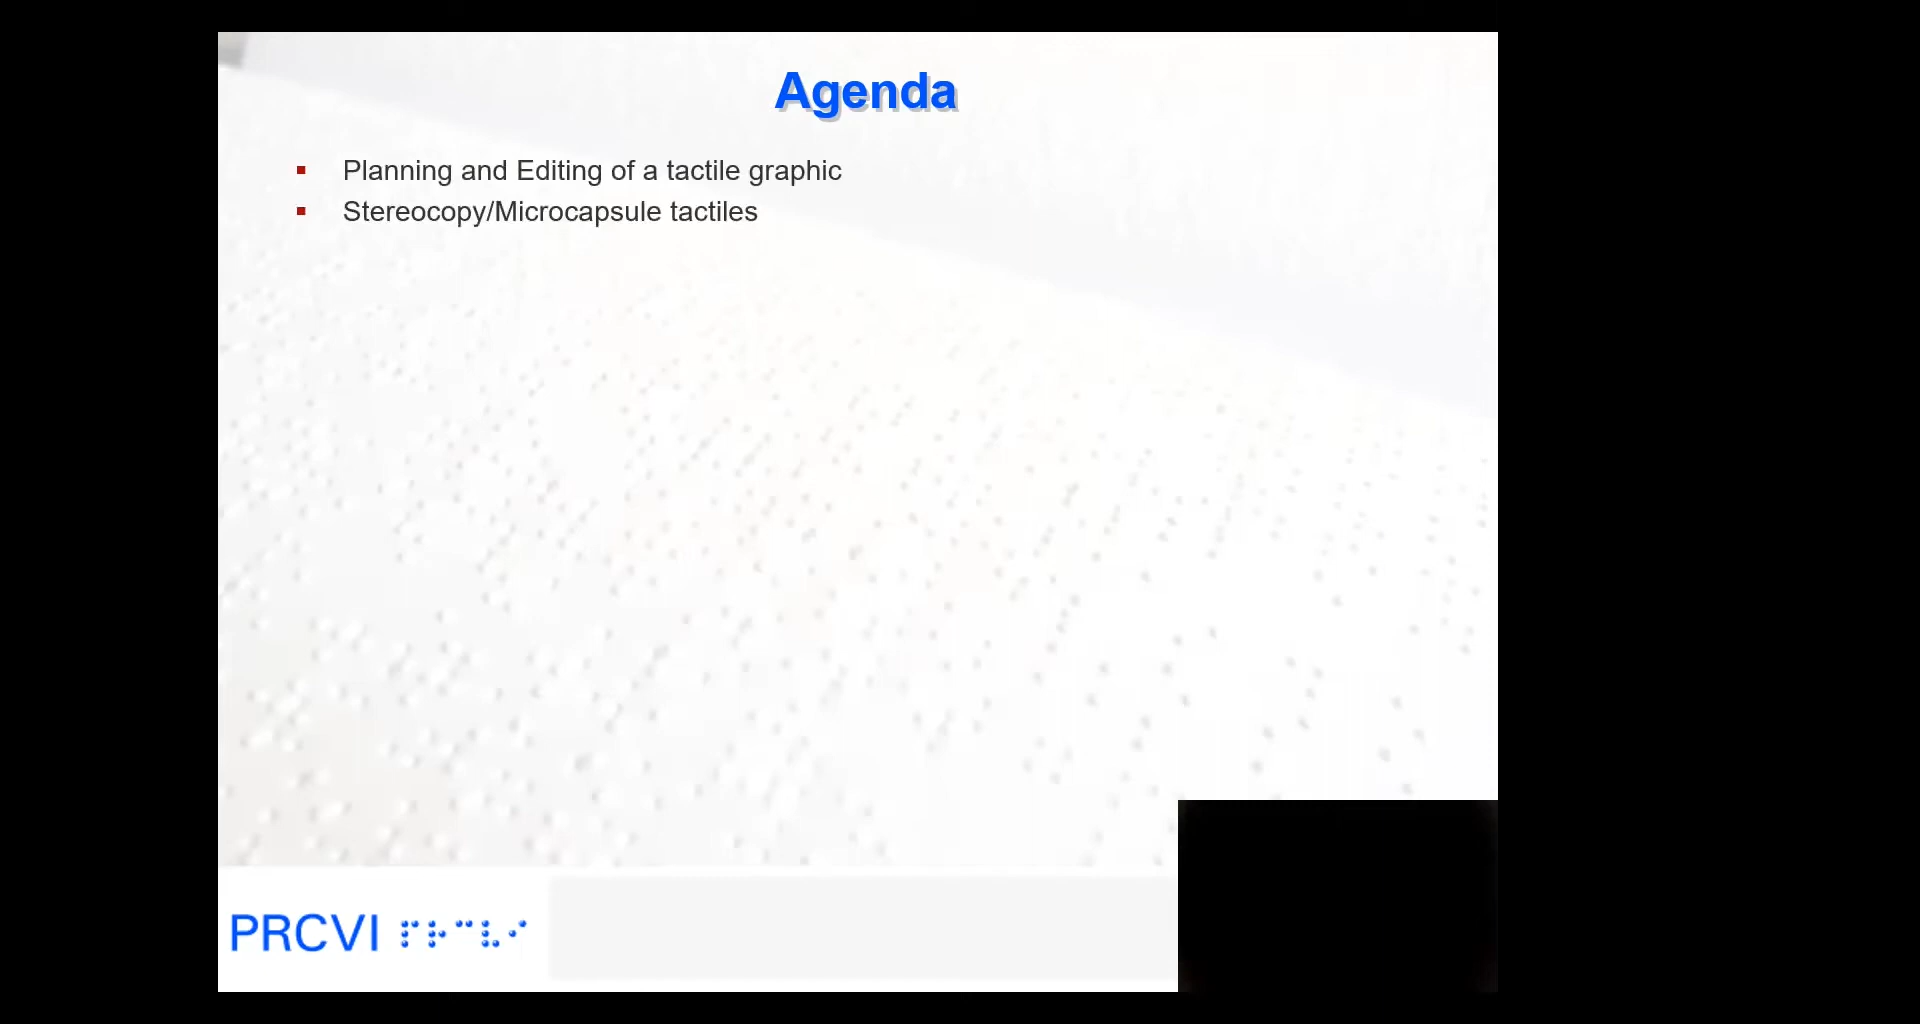 Agenda
Planning and Editing of a tactile graphic
Stereocopy/Microcapsule tactiles
PRCVI ⠏⠗⠉⠧⠊